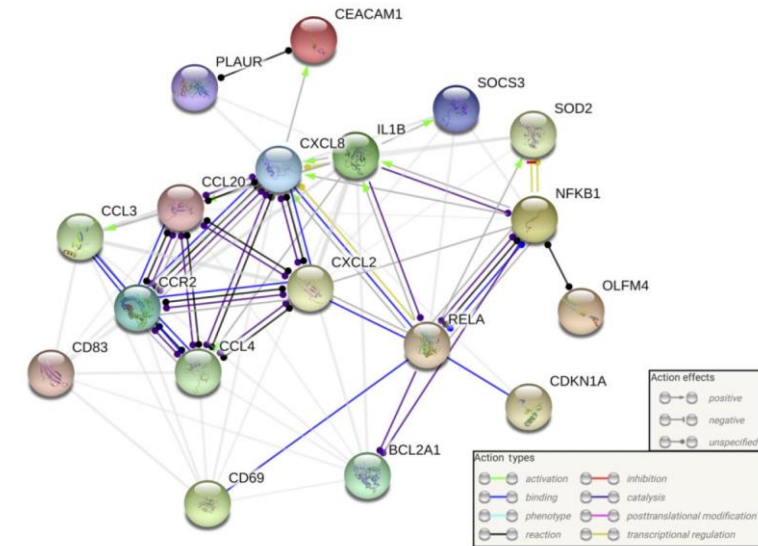 CEACAM1
PLAUR
SOCS3
SOD2
IL1B
CXCL8
NFKB1
CCL20
CCL3
CXCL2
CCR2
OLFM4
RELA
CCL4
CD83
CDKN1A
BCL2A1
CD69
Action effects
positive
negative
unspecified
Action types
activation
inhibition
binding
catalysis
phenotype
posttranslational modification
reaction
transcriptional regulation